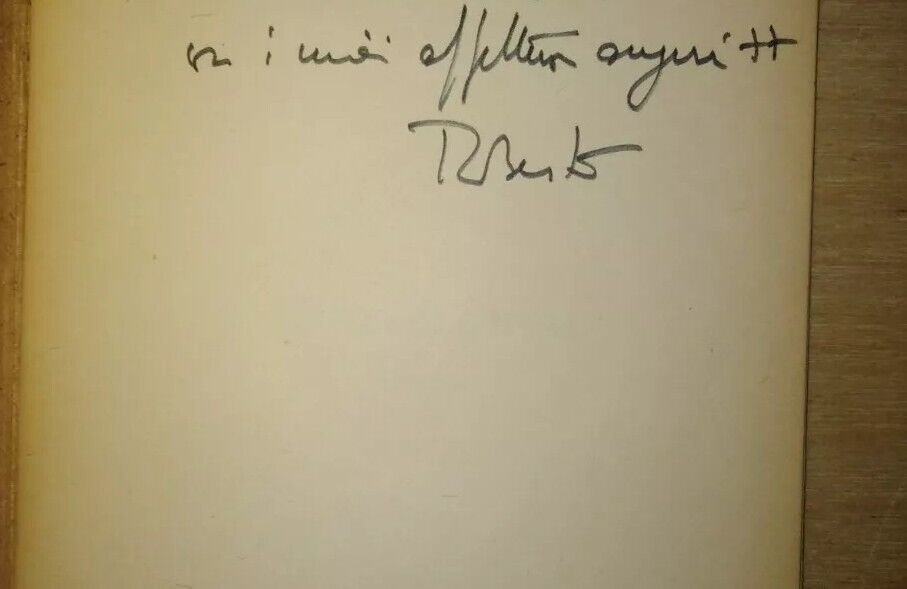 i miei affettuosi auguri ++
Roberto